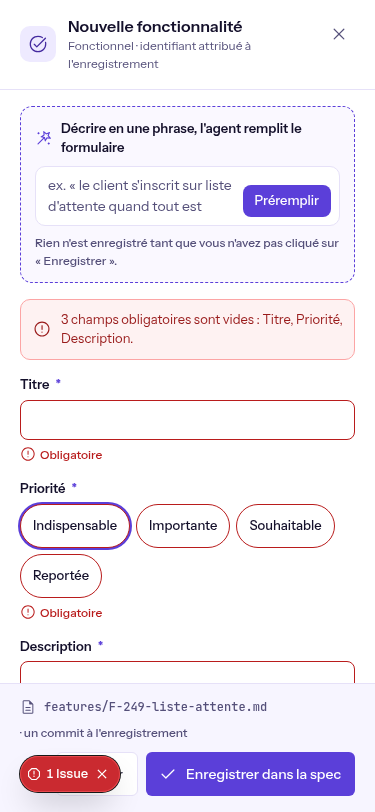 Nouvelle fonctionnalité
Fonctionnel · identifiant attribué à
l'enregistrement
Décrire en une phrase, l'agent remplit le
formulaire
ex. « le client s'inscrit sur liste
d'attente quand tout est
Préremplir
Rien n'est enregistré tant que vous n'avez pas cliqué sur
« Enregistrer ».
3 champs obligatoires sont vides : Titre, Priorité,
Description.
Titre *
Obligatoire
Priorité *
Indispensable
Importante
Souhaitable
Reportée
Obligatoire
Description *
features/F-249-liste-attente.md
· un commit à l'enregistrement
1 Issue
Enregistrer dans la spec